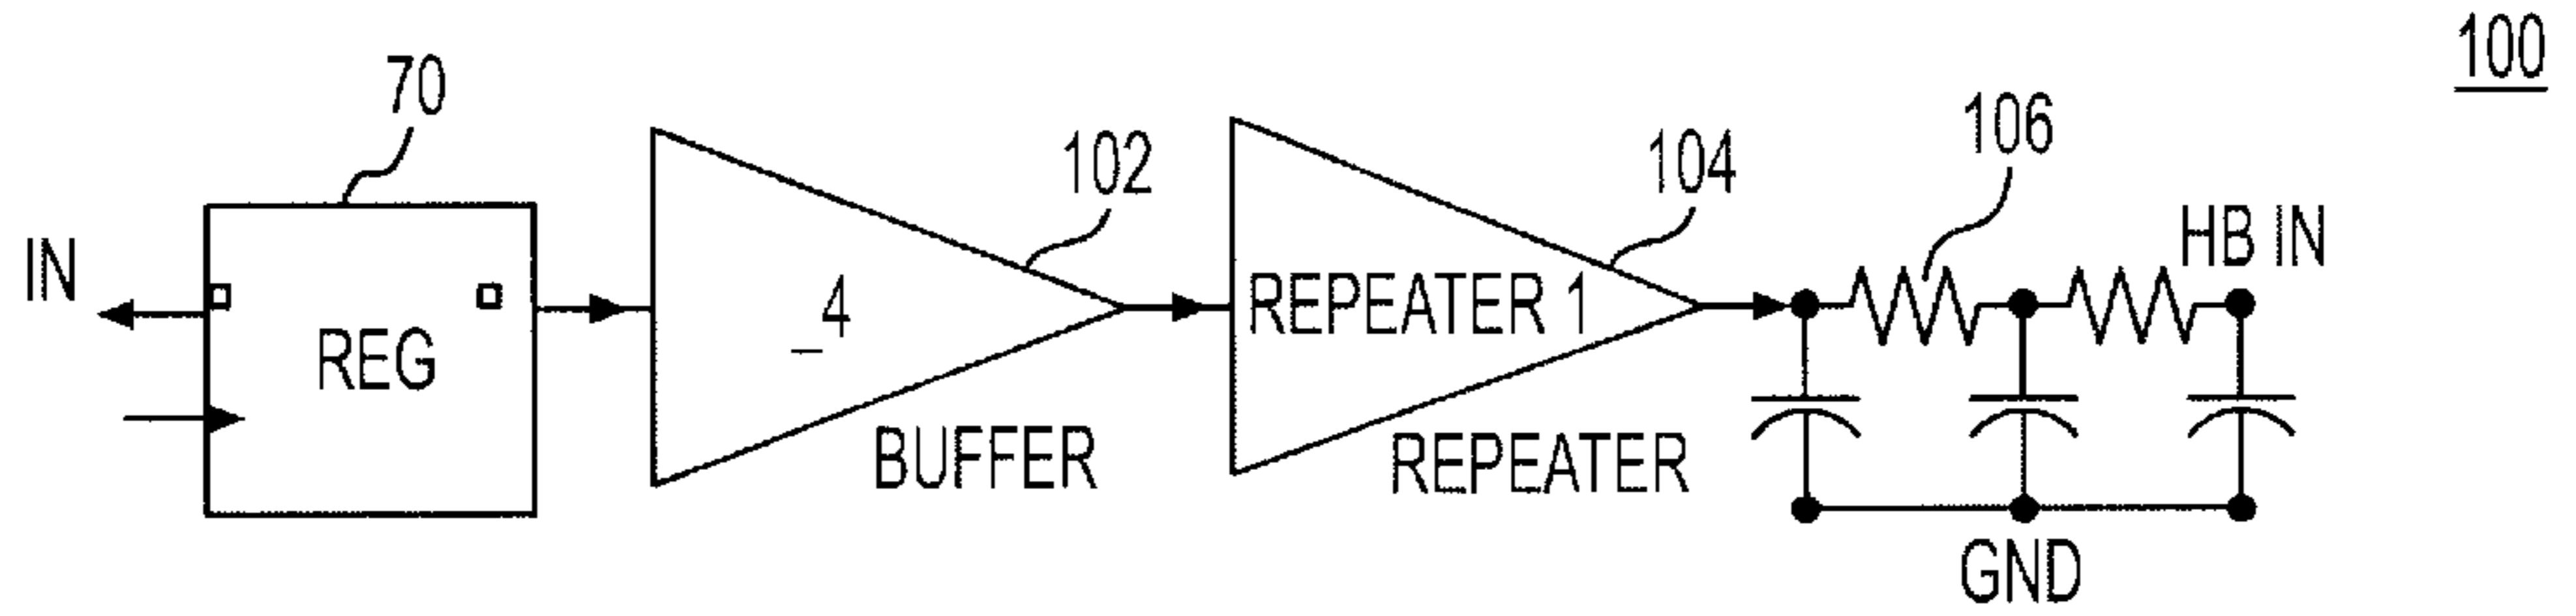 100
70
102
104
106
IN
HB IN
REG
_4
REPEATER 1
BUFFER
REPEATER
GND